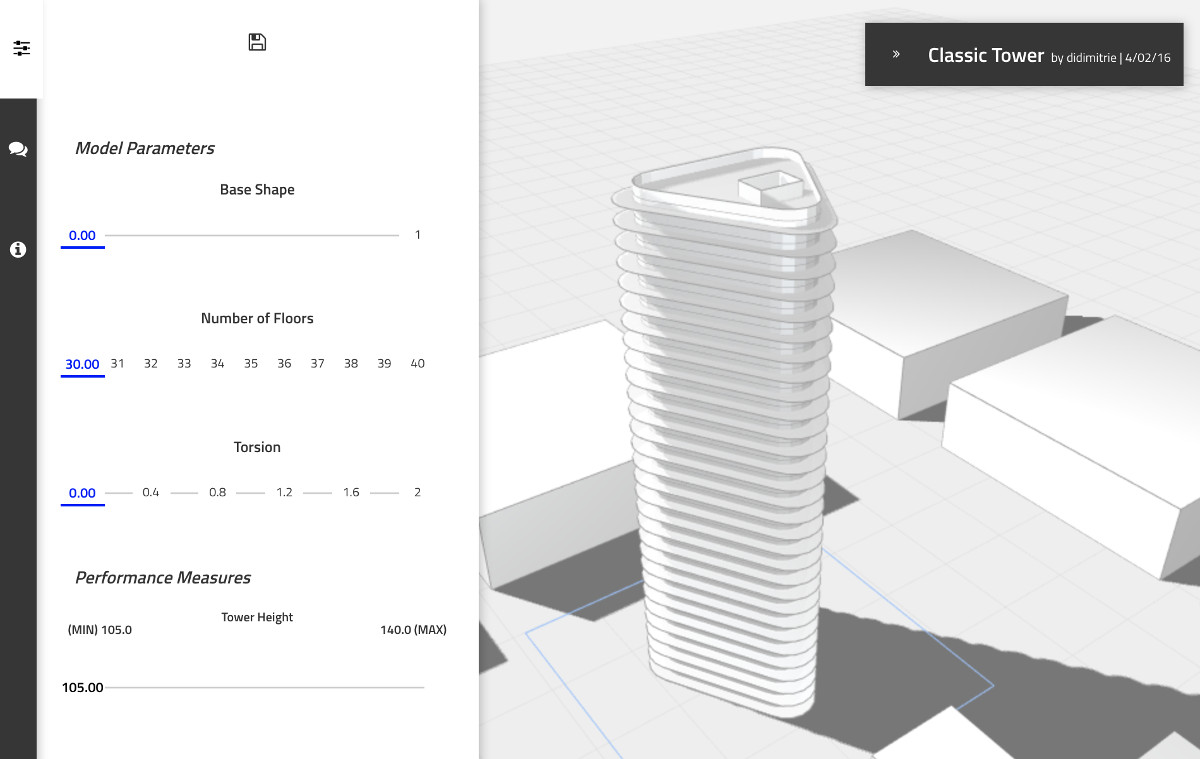 » Classic Tower by didimitrie | 4/02/16
Model Parameters
Base Shape
0.00 1
Number of Floors
30.00 31 32 33 34 35 36 37 38 39 40
Torsion
0.00 0.4 0.8 1.2 1.6 2
Performance Measures
Tower Height
(MIN) 105.0 140.0 (MAX)
105.00